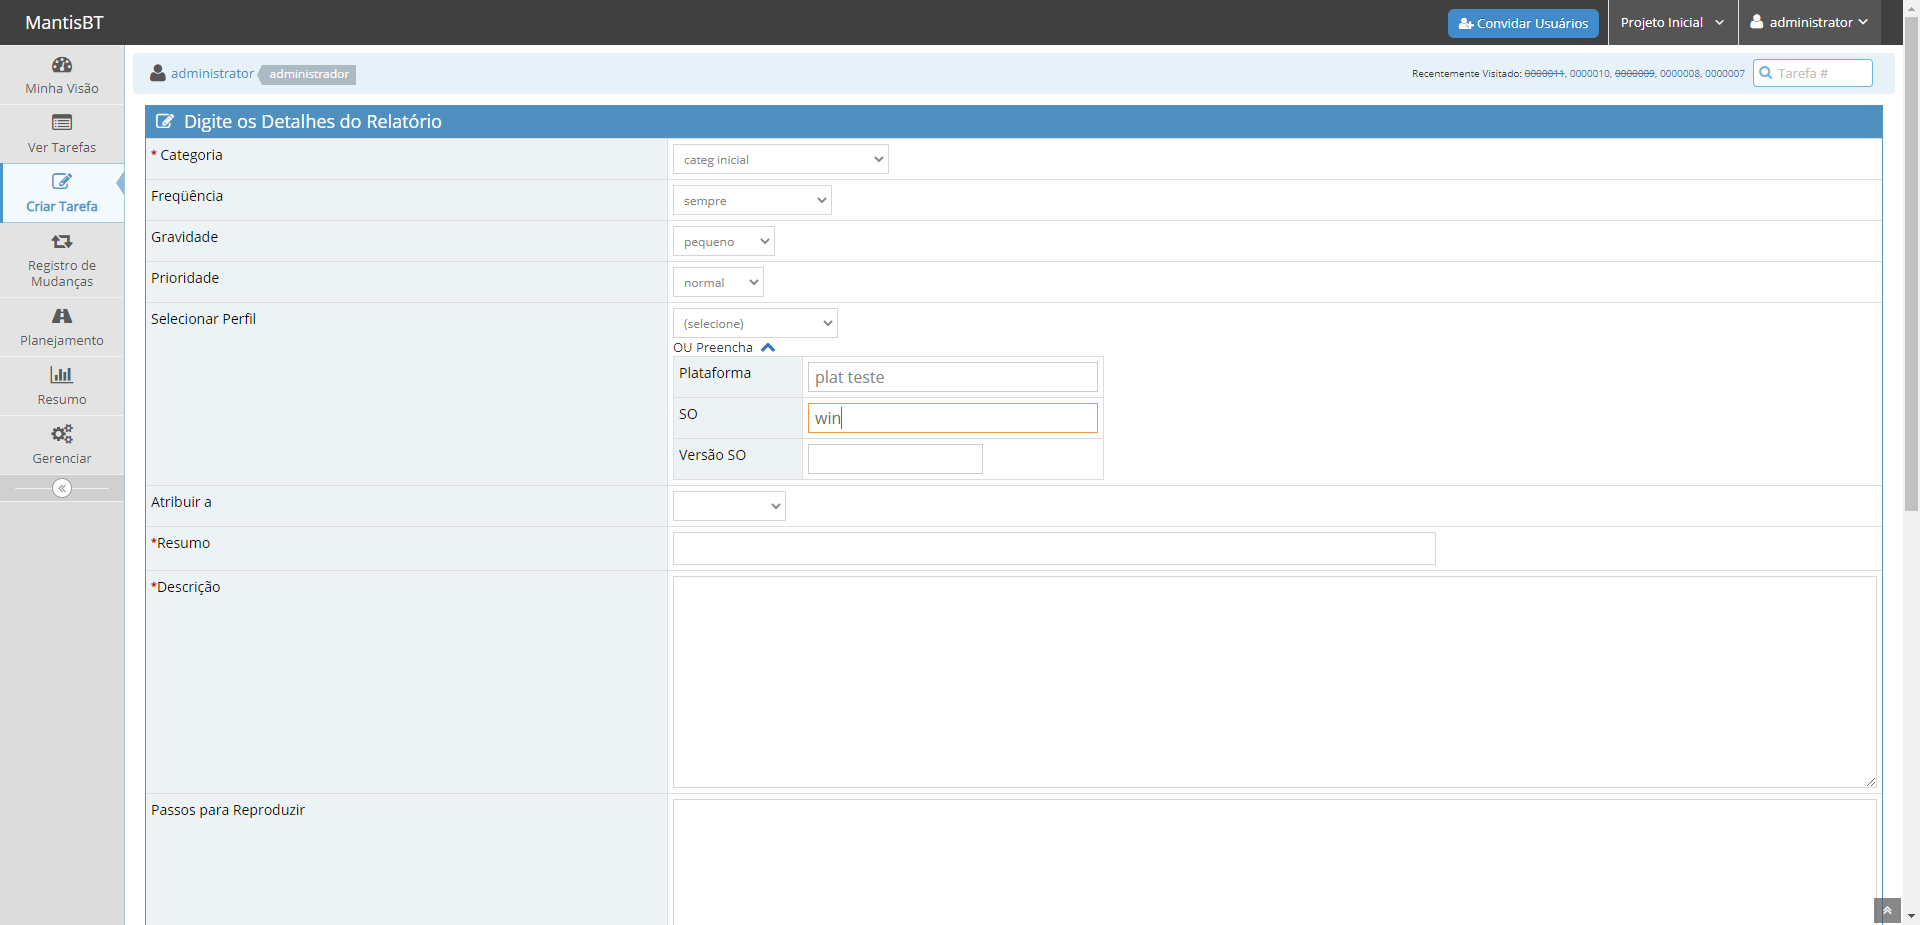 MantisBT
Convidar Usuários
Projeto Inicial
administrator
Minha Visão
Ver Tarefas
Criar Tarefa
Registro de
Mudanças
Planejamento
Resumo
Gerenciar
administrator administrador
Recentemente Visitado: 0000011, 0000010, 0000009, 0000008, 0000007
Tarefa #
Digite os Detalhes do Relatório
* Categoria
categ inicial
Freqüência
sempre
Gravidade
pequeno
Prioridade
normal
Selecionar Perfil
(selecione)
OU Preencha
Plataforma
plat teste
SO
win
Versão SO
Atribuir a
*Resumo
*Descrição
Passos para Reproduzir